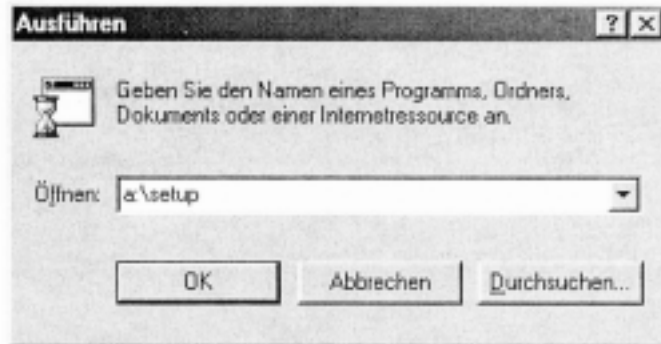 Ausführen
Geben Sie den Namen eines Programms, Ordners,
Dokuments oder einer Internetressource an.
Öffnen: a:\setup
OK Abbrechen Durchsuchen...